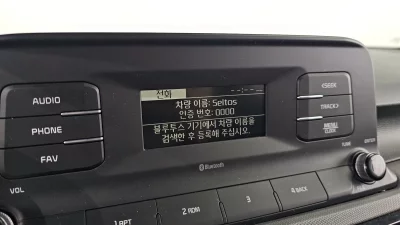 전화
차량 이름: Seltos
인증 번호: 0000
블루투스 기기에서 차량 이름을
검색한 후 등록해 주십시오.
AUDIO
PHONE
FAV
<SEEK
TRACK>
MENU
CLOCK
Bluetooth
VOL
TUNE
ENTER
1 RPT
2 RDM
3
4 BACK